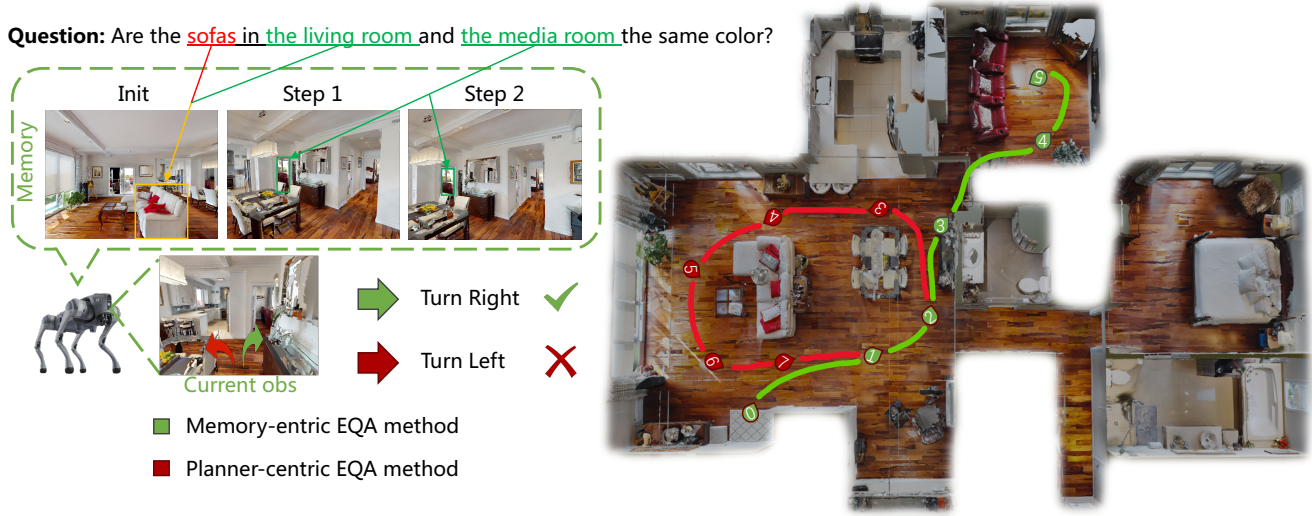 Question: Are the sofas in the living room and the media room the same color?
Init
Step 1
Step 2
Memory
Turn Right
Turn Left
Current obs
Memory-entric EQA method
Planner-centric EQA method
5
4
3
3
4
5
2
1
7
6
0